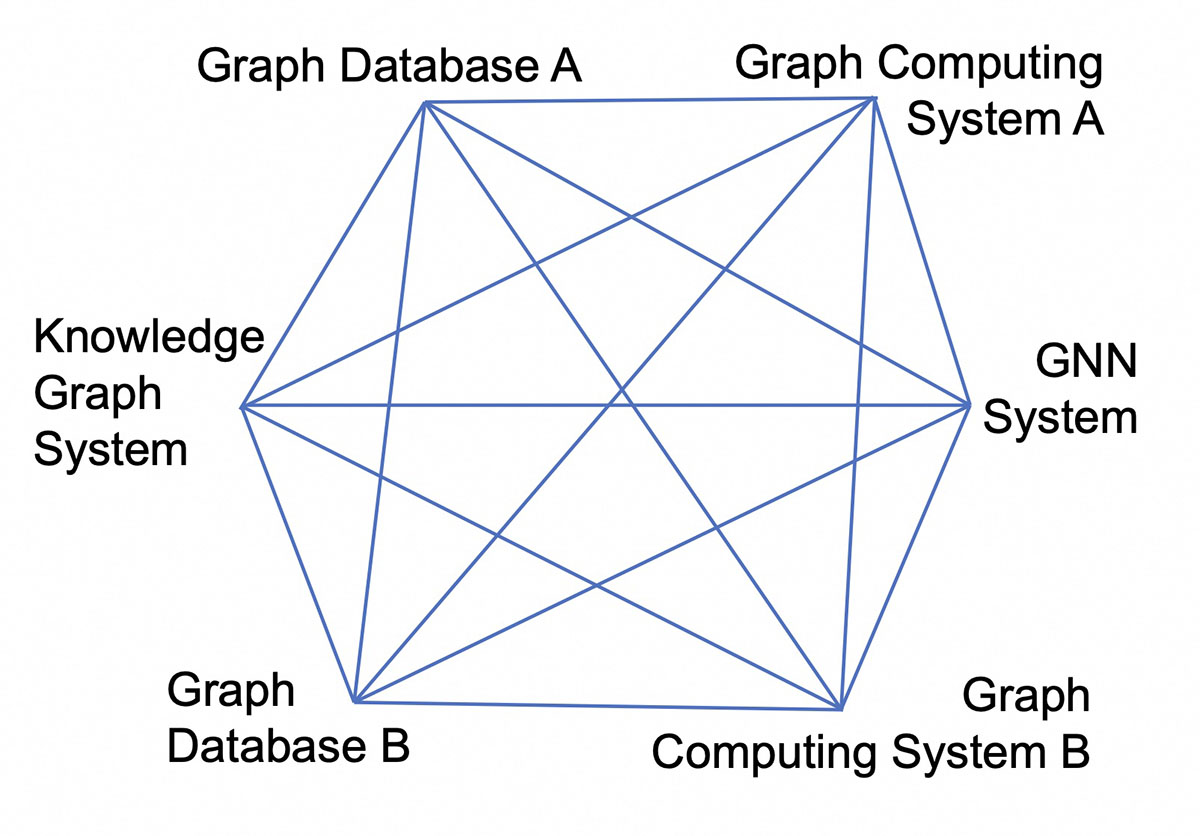 Graph Database A
Graph Computing
System A
Knowledge
Graph
System
GNN
System
Graph
Database B
Graph
Computing System B